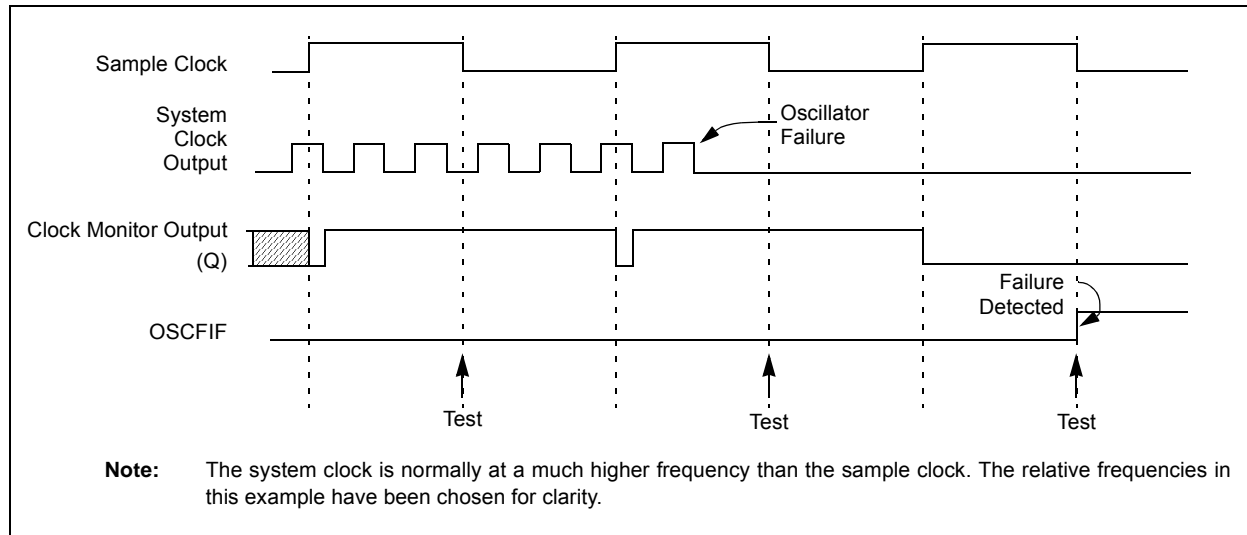 Sample Clock
System
Clock
Output
Oscillator
Failure
Clock Monitor Output
(Q)
Failure
Detected
OSCFIF
Test
Test
Test
Note: The system clock is normally at a much higher frequency than the sample clock. The relative frequencies in
this example have been chosen for clarity.